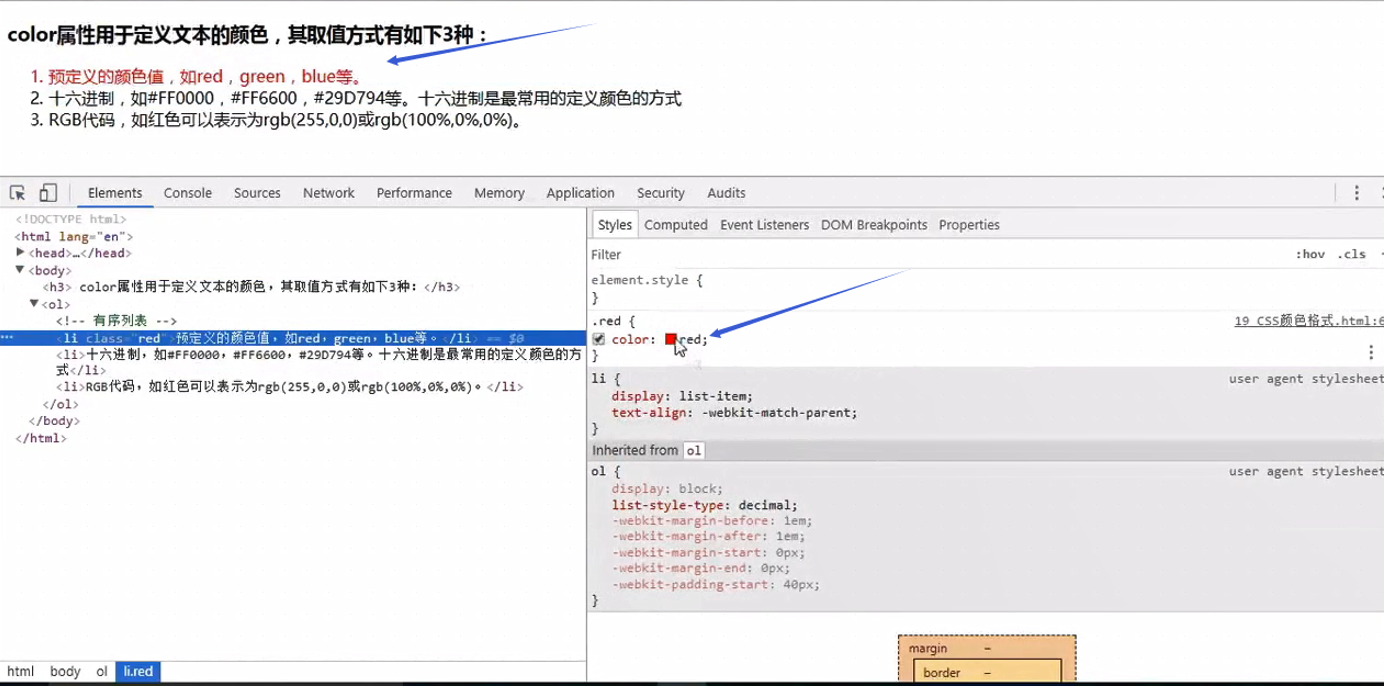 color属性用于定义文本的颜色，其取值方式有如下3种：
1. 预定义的颜色值，如red，green，blue等。
2. 十六进制，如#FF0000，#FF6600，#29D794等。十六进制是最常用的定义颜色的方式
3. RGB代码，如红色可以表示为rgb(255,0,0)或rgb(100%,0%,0%)。
Elements Console Sources Network Performance Memory Application Security Audits
<!DOCTYPE html>
<html lang="en">
<head>…</head>
<body>
<h3> color属性用于定义文本的颜色，其取值方式有如下3种：</h3>
<ol>
<!-- 有序列表 -->
<li class="red">预定义的颜色值，如red，green，blue等。</li> == $0
<li>十六进制，如#FF0000，#FF6600，#29D794等。十六进制是最常用的定义颜色的方
式</li>
<li>RGB代码，如红色可以表示为rgb(255,0,0)或rgb(100%,0%,0%)。</li>
</ol>
</body>
</html>
html body ol li.red
Styles Computed Event Listeners DOM Breakpoints Properties
Filter :hov .cls
element.style {
}
.red { 19 CSS颜色格式.html:6
color: red;
}
li { user agent stylesheet
display: list-item;
text-align: -webkit-match-parent;
}
Inherited from ol
ol { user agent stylesheet
display: block;
list-style-type: decimal;
-webkit-margin-before: 1em;
-webkit-margin-after: 1em;
-webkit-margin-start: 0px;
-webkit-margin-end: 0px;
-webkit-padding-start: 40px;
}
margin –
border –